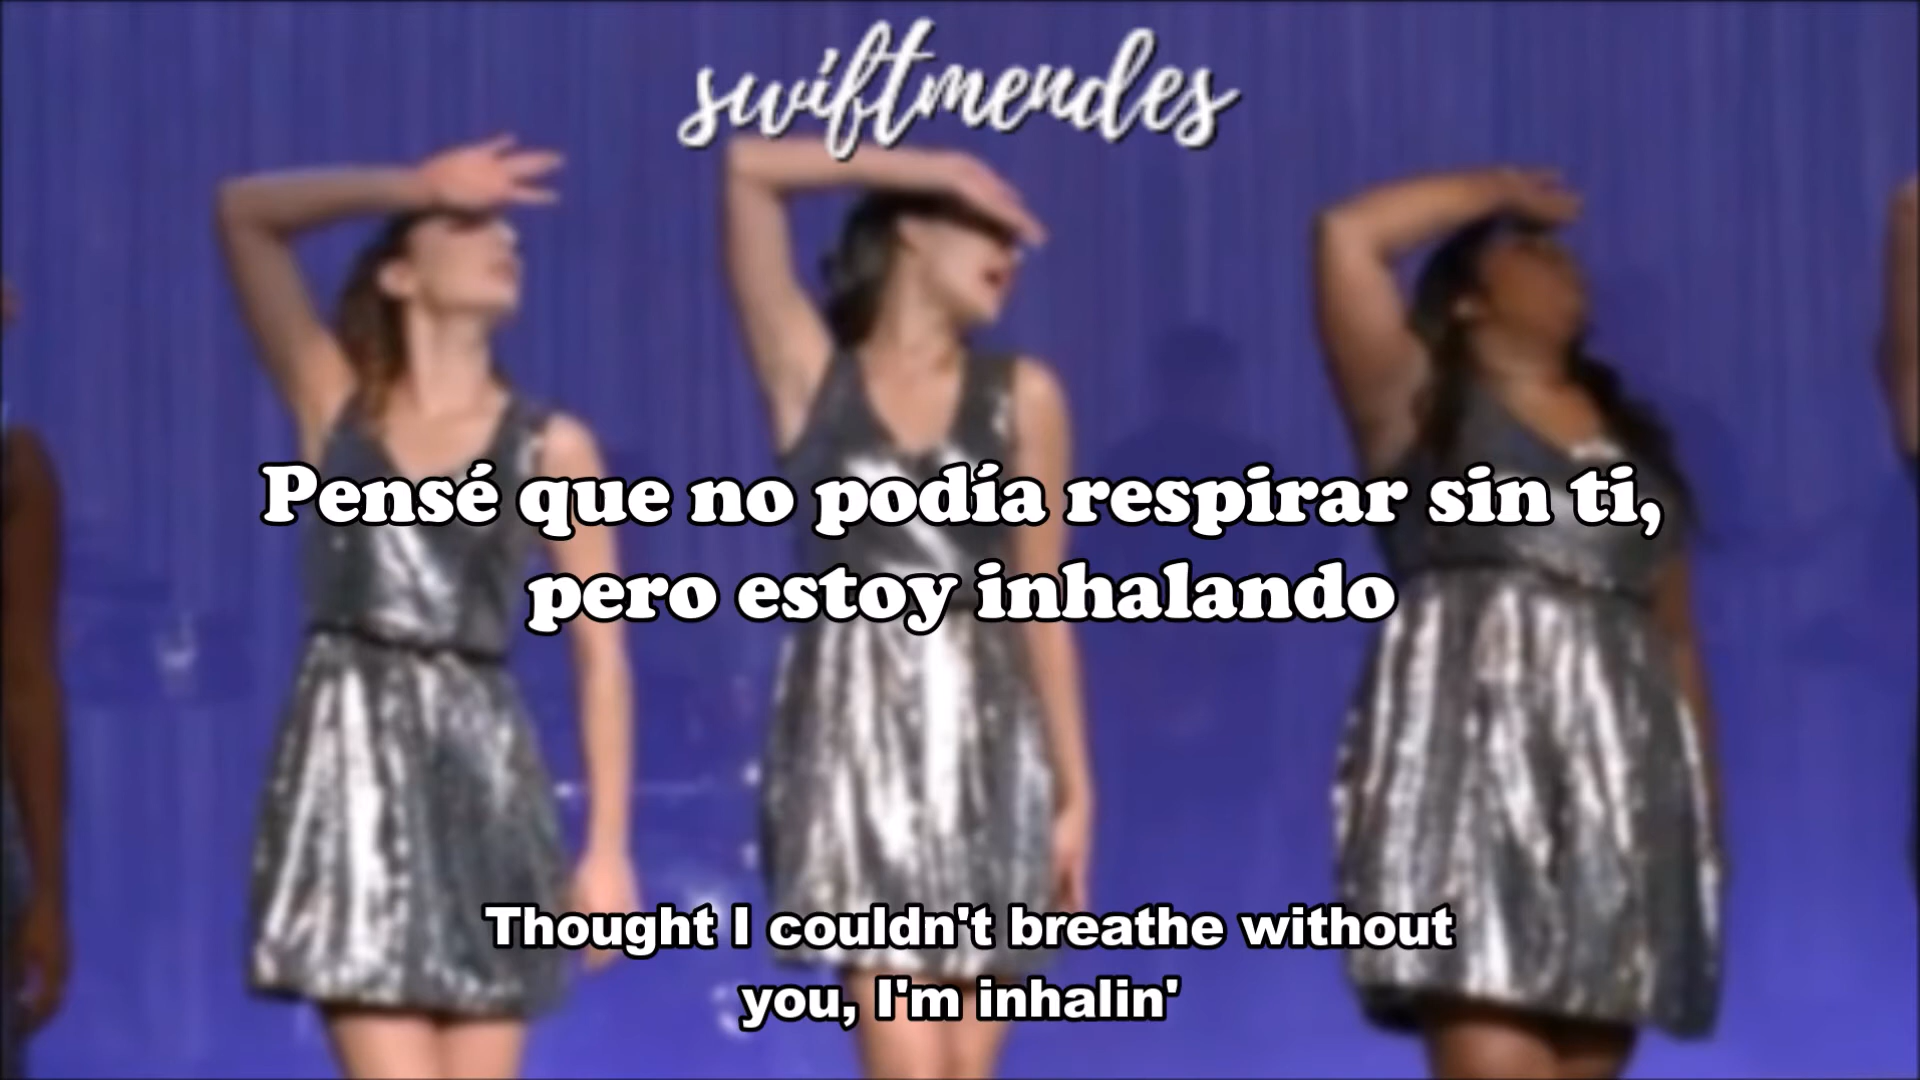 swiftmendes
Pensé que no podía respirar sin ti,
pero estoy inhalando
Thought I couldn't breathe without
you, I'm inhalin'